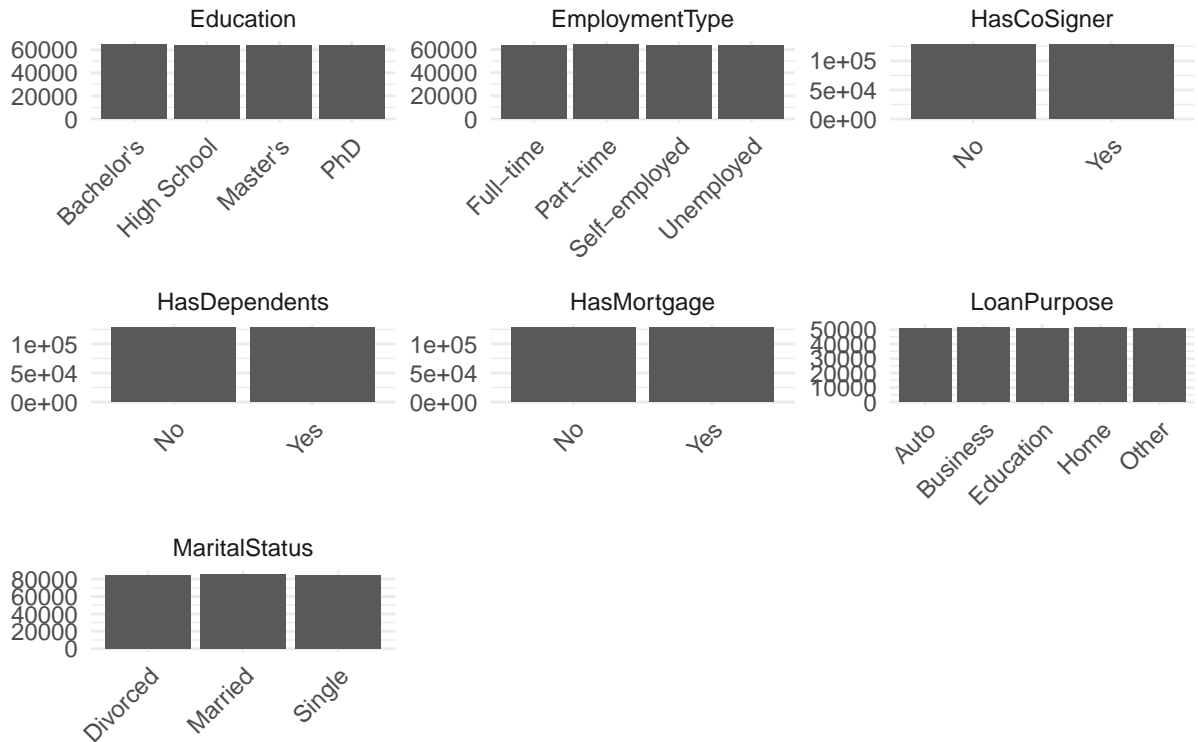 Education
60000
40000
20000
0
Bachelor's
High School
Master's
PhD
EmploymentType
60000
40000
20000
0
Full−time
Part−time
Self−employed
Unemployed
HasCoSigner
1e+05
5e+04
0e+00
No
Yes
HasDependents
1e+05
5e+04
0e+00
No
Yes
HasMortgage
1e+05
5e+04
0e+00
No
Yes
LoanPurpose
50000
40000
30000
20000
10000
0
Auto
Business
Education
Home
Other
MaritalStatus
80000
60000
40000
20000
0
Divorced
Married
Single